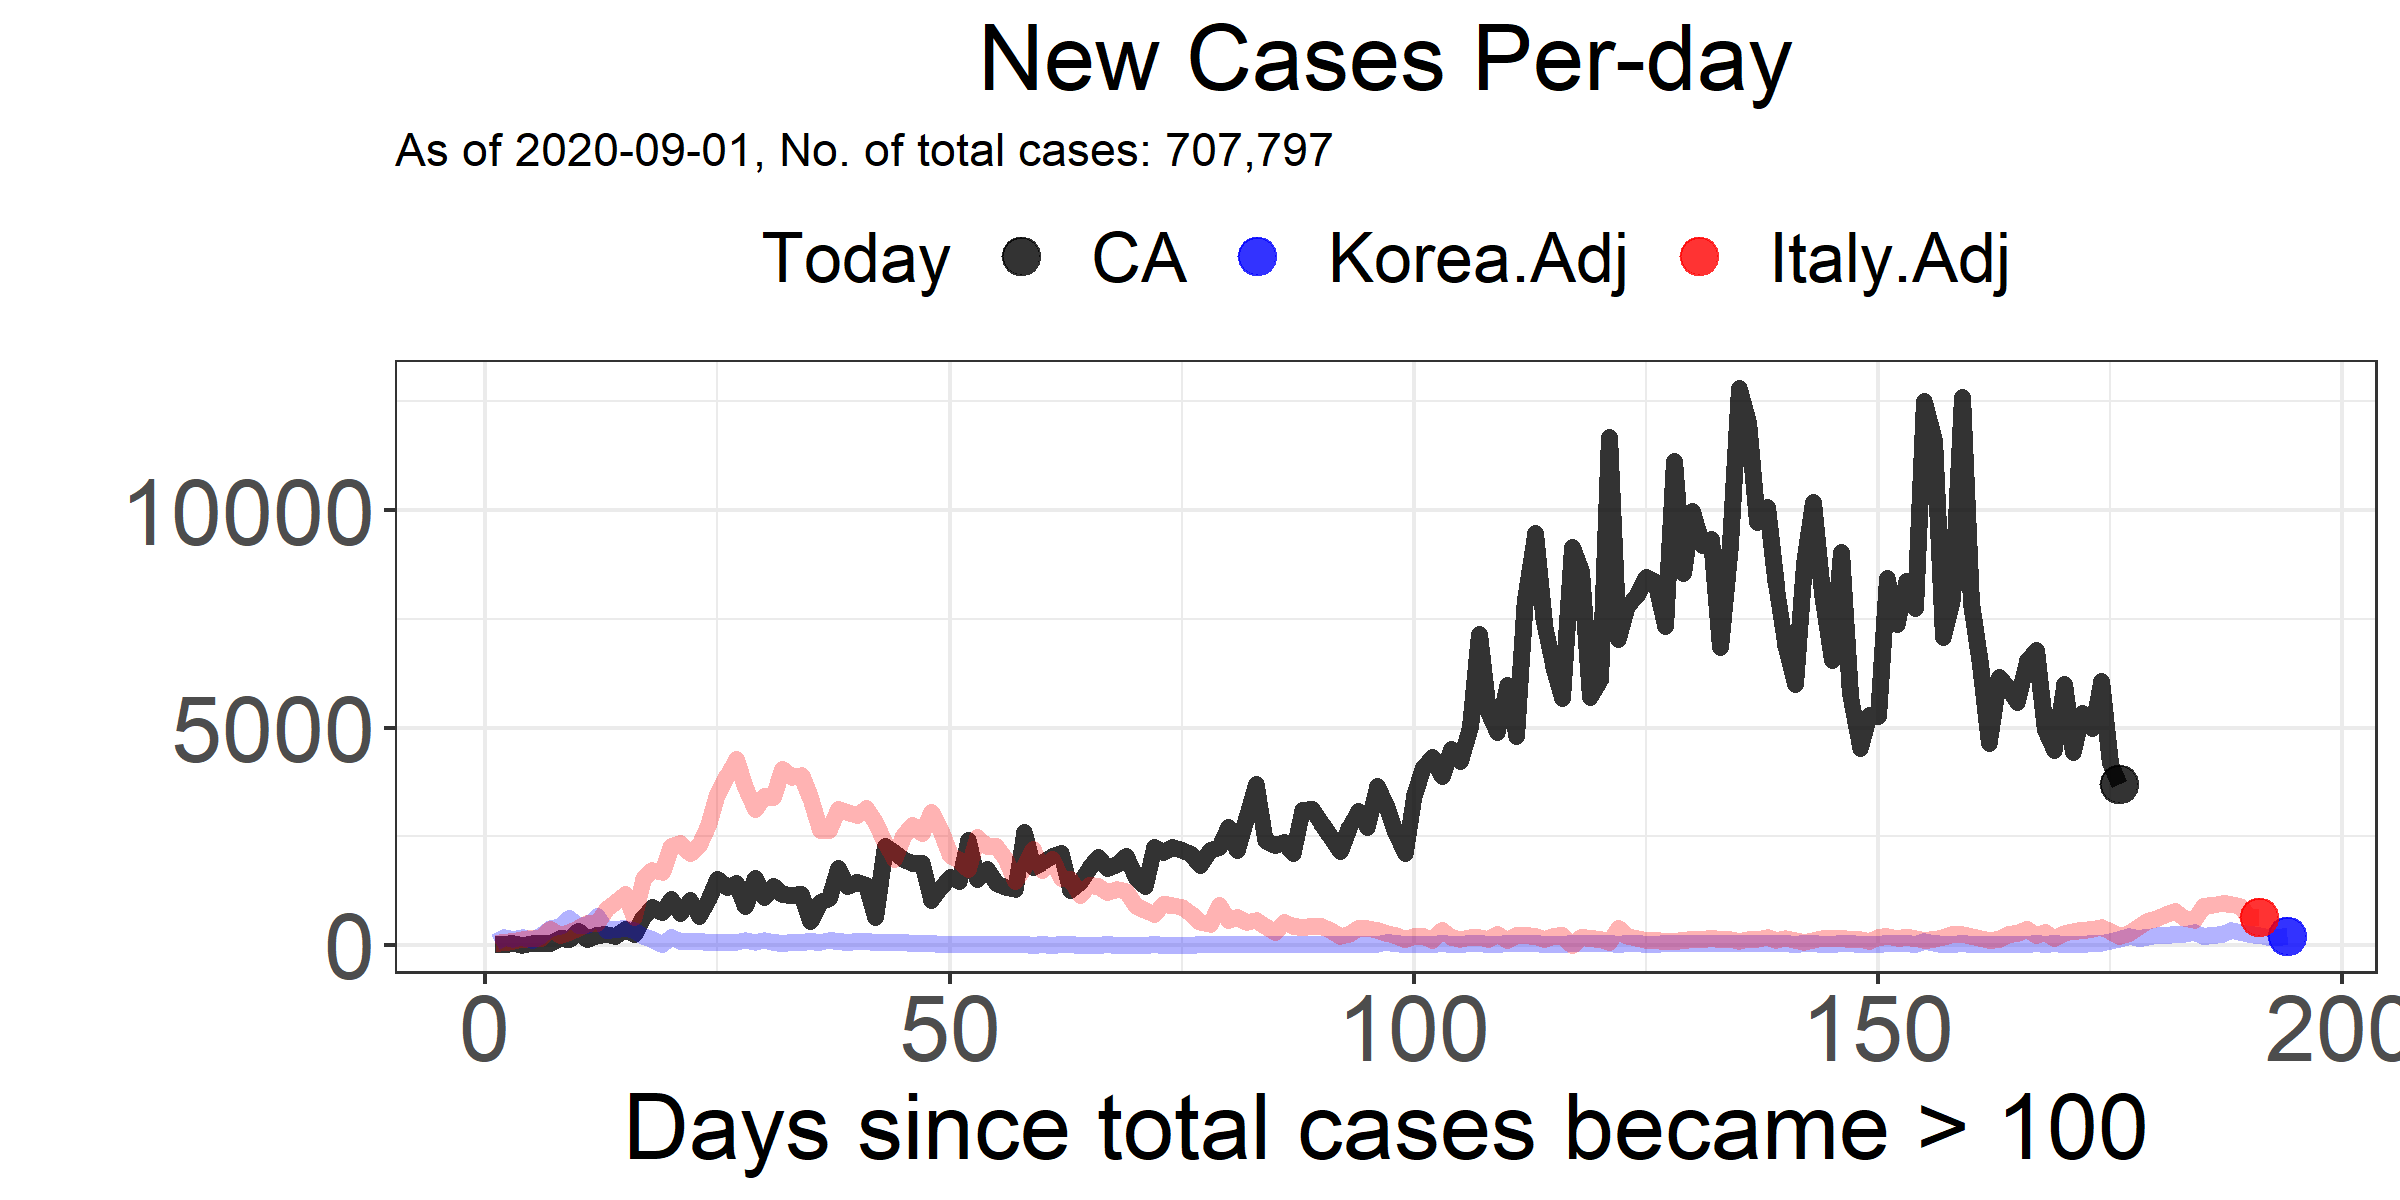 New Cases Per-day
As of 2020-09-01, No. of total cases: 707,797
Today CA Korea.Adj Italy.Adj
10000
5000
0
0 50 100 150 200
Days since total cases became > 100